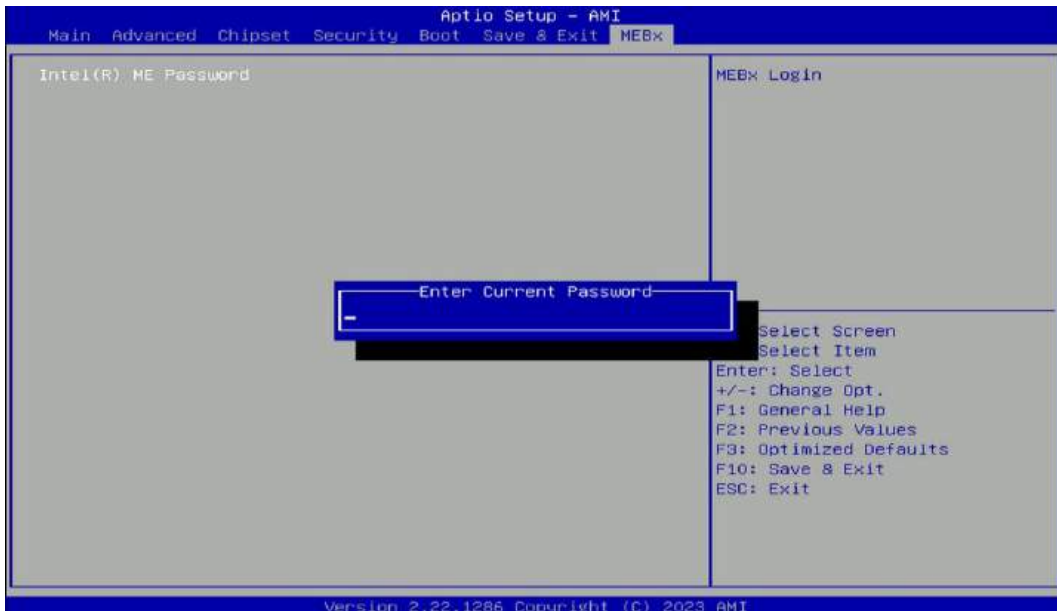 Aptio Setup - AMI
Main Advanced Chipset Security Boot Save & Exit MEBx
Intel(R) ME Password
MEBx Login
Enter Current Password
Select Screen
Select Item
Enter: Select
+/-: Change Opt.
F1: General Help
F2: Previous Values
F3: Optimized Defaults
F10: Save & Exit
ESC: Exit
Version 2.22.1286 Copyright (C) 2023 AMI